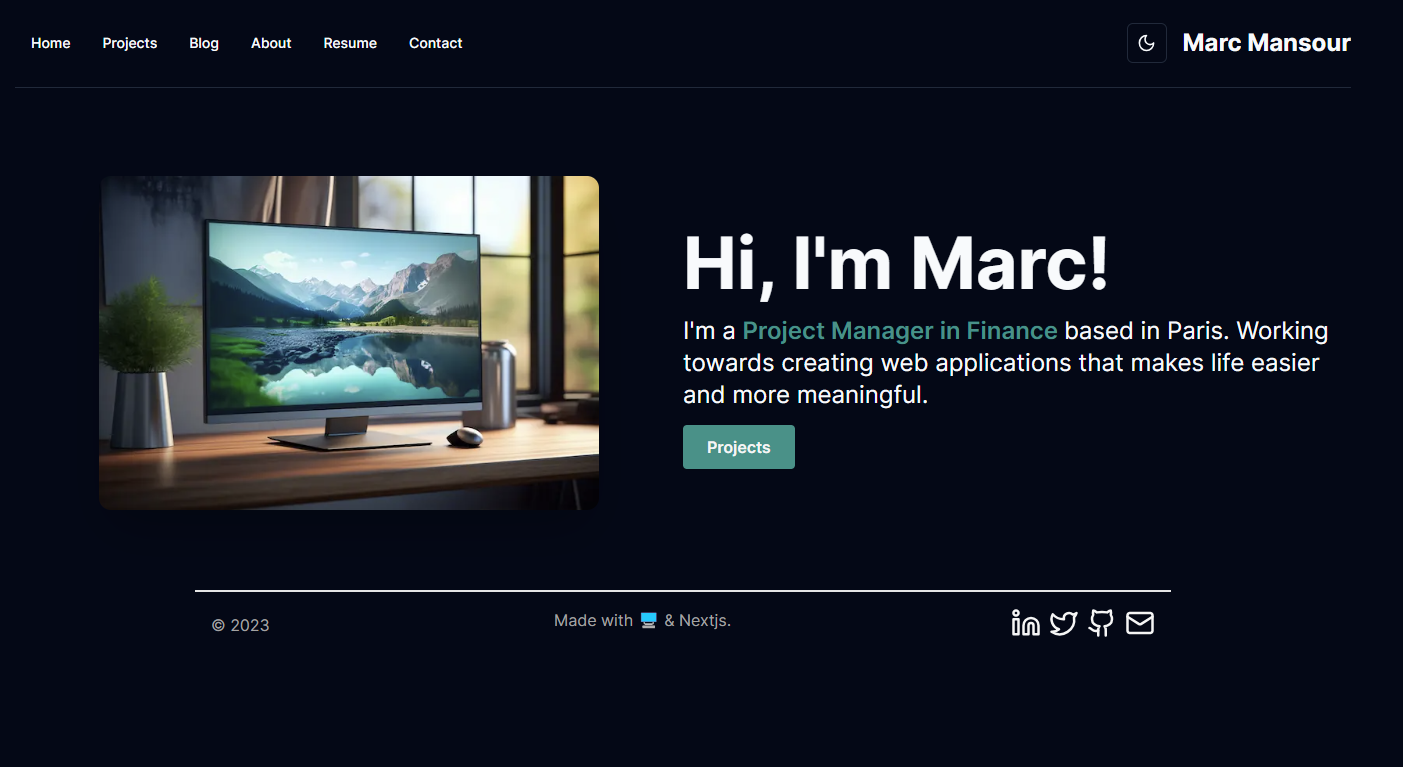 Home Projects Blog About Resume Contact
Marc Mansour
Hi, I'm Marc!
I'm a Project Manager in Finance based in Paris. Working
towards creating web applications that makes life easier
and more meaningful.
Projects
© 2023
Made with 🖥️ & Nextjs.